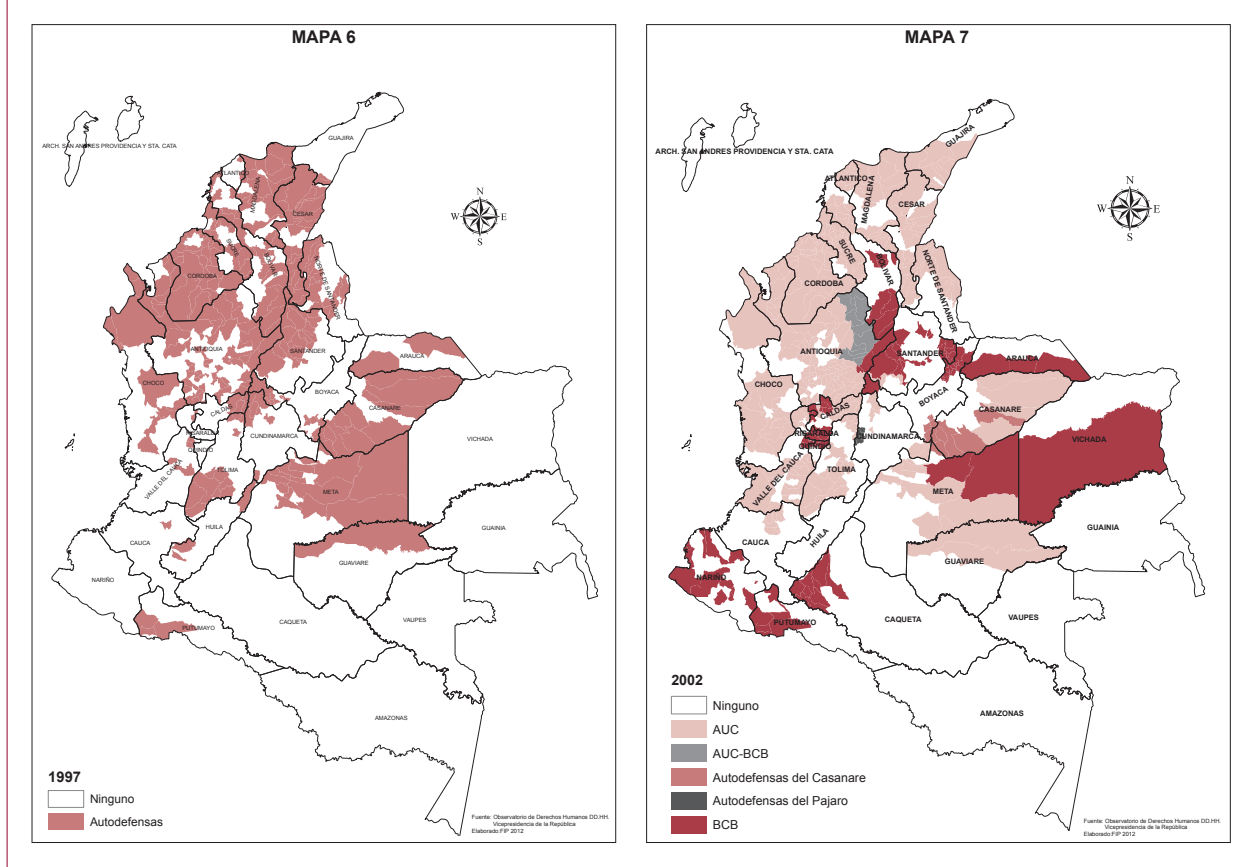 MAPA 6
ARCH. SAN ANDRES PROVIDENCIA Y STA. CATA
GUAJIRA
ATLANTICO
MAGDALENA
CESAR
N
W
E
S
SUCRE
BOLIVAR
NORTE DE SANTANDER
CORDOBA
ANTIOQUIA
SANTANDER
ARAUCA
CHOCO
BOYACA
CASANARE
CALDAS
RISARALDA
CUNDINAMARCA
QUINDIO
VICHADA
VALLE DEL CAUCA
TOLIMA
META
HUILA
GUAINIA
CAUCA
GUAVIARE
NARIÑO
CAQUETA
VAUPES
PUTUMAYO
AMAZONAS
1997
Ninguno
Autodefensas
Fuente: Observatorio de Derechos Humanos DD.HH.
Vicepresidencia de la República
Elaborado:FIP 2012
MAPA 7
GUAJIRA
ARCH. SAN ANDRES PROVIDENCIA Y STA. CATA
ATLANTICO
MAGDALENA
CESAR
N
W
E
S
SUCRE
BOLIVAR
NORTE DE SANTANDER
CORDOBA
ANTIOQUIA
SANTANDER
ARAUCA
CHOCO
BOYACA
CASANARE
CALDAS
RISARALDA
CUNDINAMARCA
QUINDIO
VICHADA
VALLE DEL CAUCA
TOLIMA
META
GUAINIA
CAUCA
HUILA
GUAVIARE
NARIÑO
CAQUETA
VAUPES
PUTUMAYO
AMAZONAS
2002
Ninguno
AUC
AUC-BCB
Autodefensas del Casanare
Autodefensas del Pajaro
BCB
Fuente: Observatorio de Derechos Humanos DD.HH.
Vicepresidencia de la República
Elaborado:FIP 2012